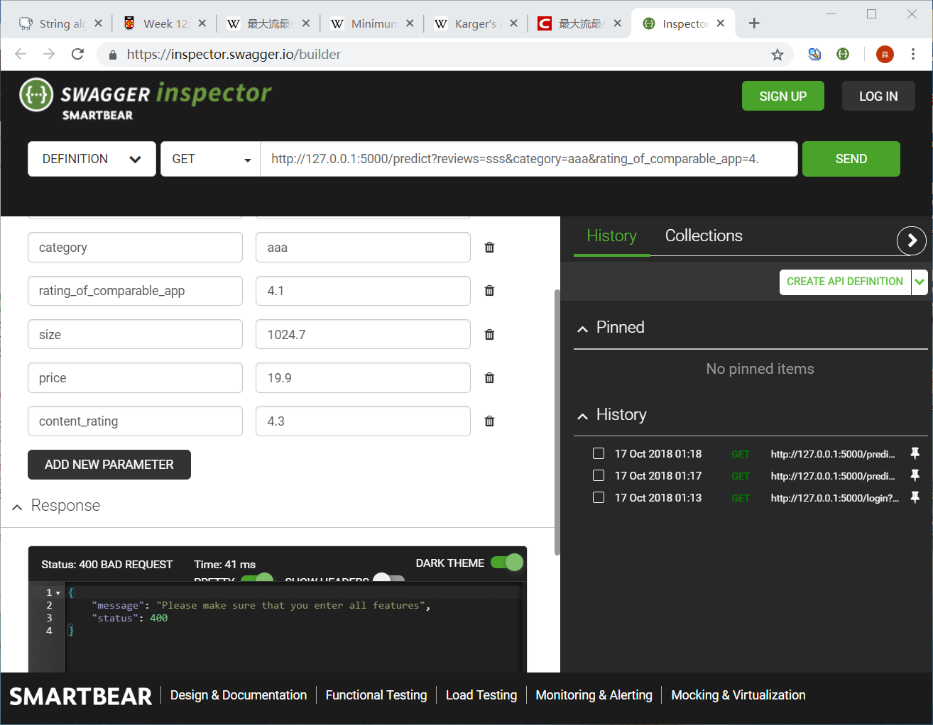 String alg
Week 12
最大流最
Minimum
Karger's
最大流最
Inspector
https://inspector.swagger.io/builder
SWAGGER inspector
SMARTBEAR
SIGN UP
LOG IN
DEFINITION
GET
http://127.0.0.1:5000/predict?reviews=sss&category=aaa&rating_of_comparable_app=4.
SEND
category aaa
rating_of_comparable_app 4.1
size 1024.7
price 19.9
content_rating 4.3
ADD NEW PARAMETER
Response
Status: 400 BAD REQUEST Time: 41 ms DARK THEME
PRETTY SHOW HEADERS
1 {
2 "message": "Please make sure that you enter all features",
3 "status": 400
4 }
History Collections
CREATE API DEFINITION
Pinned
No pinned items
History
17 Oct 2018 01:18 GET http://127.0.0.1:5000/predi...
17 Oct 2018 01:17 GET http://127.0.0.1:5000/predi...
17 Oct 2018 01:13 GET http://127.0.0.1:5000/login?...
SMARTBEAR Design & Documentation Functional Testing Load Testing Monitoring & Alerting Mocking & Virtualization